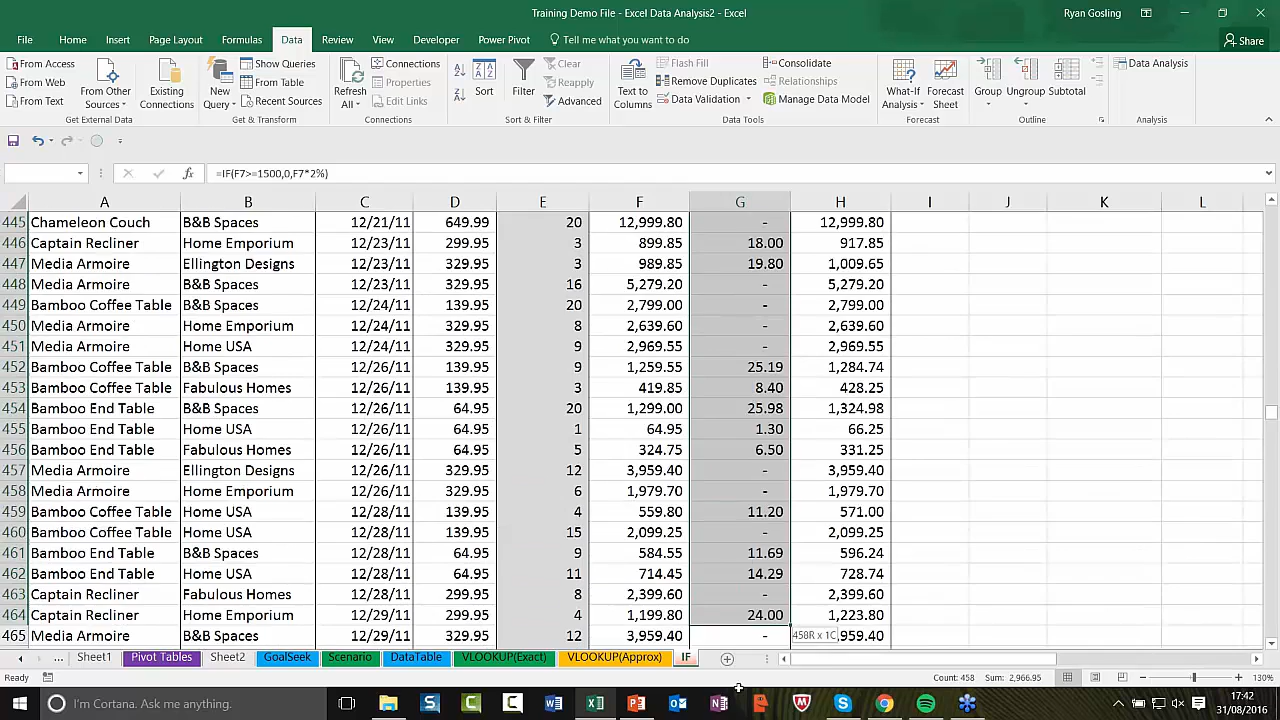 Training Demo File - Excel Data Analysis2 - Excel
Ryan Gosling
File Home Insert Page Layout Formulas Data Review View Developer Power Pivot Tell me what you want to do Share
From Access
From Web
From Text
From Other Sources
Existing Connections
Get External Data
New Query
Show Queries
From Table
Recent Sources
Get & Transform
Refresh All
Connections
Properties
Edit Links
Connections
Sort
Filter
Clear
Reapply
Advanced
Sort & Filter
Text to Columns
Flash Fill
Remove Duplicates
Data Validation
Consolidate
Relationships
Manage Data Model
Data Tools
What-If Analysis
Forecast Sheet
Forecast
Group
Ungroup
Subtotal
Outline
Data Analysis
Analysis
fx =IF(F7>=1500,0,F7*2%)
A B C D E F G H I J K L
445 Chameleon Couch B&B Spaces 12/21/11 649.99 20 12,999.80 - 12,999.80
446 Captain Recliner Home Emporium 12/23/11 299.95 3 899.85 18.00 917.85
447 Media Armoire Ellington Designs 12/23/11 329.95 3 989.85 19.80 1,009.65
448 Media Armoire B&B Spaces 12/23/11 329.95 16 5,279.20 - 5,279.20
449 Bamboo Coffee Table B&B Spaces 12/24/11 139.95 20 2,799.00 - 2,799.00
450 Media Armoire Home Emporium 12/24/11 329.95 8 2,639.60 - 2,639.60
451 Media Armoire Home USA 12/24/11 329.95 9 2,969.55 - 2,969.55
452 Bamboo Coffee Table B&B Spaces 12/26/11 139.95 9 1,259.55 25.19 1,284.74
453 Bamboo Coffee Table Fabulous Homes 12/26/11 139.95 3 419.85 8.40 428.25
454 Bamboo End Table B&B Spaces 12/26/11 64.95 20 1,299.00 25.98 1,324.98
455 Bamboo End Table Home USA 12/26/11 64.95 1 64.95 1.30 66.25
456 Bamboo End Table Fabulous Homes 12/26/11 64.95 5 324.75 6.50 331.25
457 Media Armoire Ellington Designs 12/26/11 329.95 12 3,959.40 - 3,959.40
458 Media Armoire Home Emporium 12/26/11 329.95 6 1,979.70 - 1,979.70
459 Bamboo Coffee Table Home USA 12/28/11 139.95 4 559.80 11.20 571.00
460 Bamboo Coffee Table Home USA 12/28/11 139.95 15 2,099.25 - 2,099.25
461 Bamboo End Table B&B Spaces 12/28/11 64.95 9 584.55 11.69 596.24
462 Bamboo End Table Home USA 12/28/11 64.95 11 714.45 14.29 728.74
463 Captain Recliner Fabulous Homes 12/28/11 299.95 8 2,399.60 - 2,399.60
464 Captain Recliner Home Emporium 12/29/11 299.95 4 1,199.80 24.00 1,223.80
465 Media Armoire B&B Spaces 12/29/11 329.95 12 3,959.40 - 458R x 1C 959.40
... Sheet1 Pivot Tables Sheet2 GoalSeek Scenario DataTable VLOOKUP(Exact) VLOOKUP(Approx) IF
Ready Count: 458 Sum: 2,966.95 130%
I'm Cortana. Ask me anything.
17:42
31/08/2016